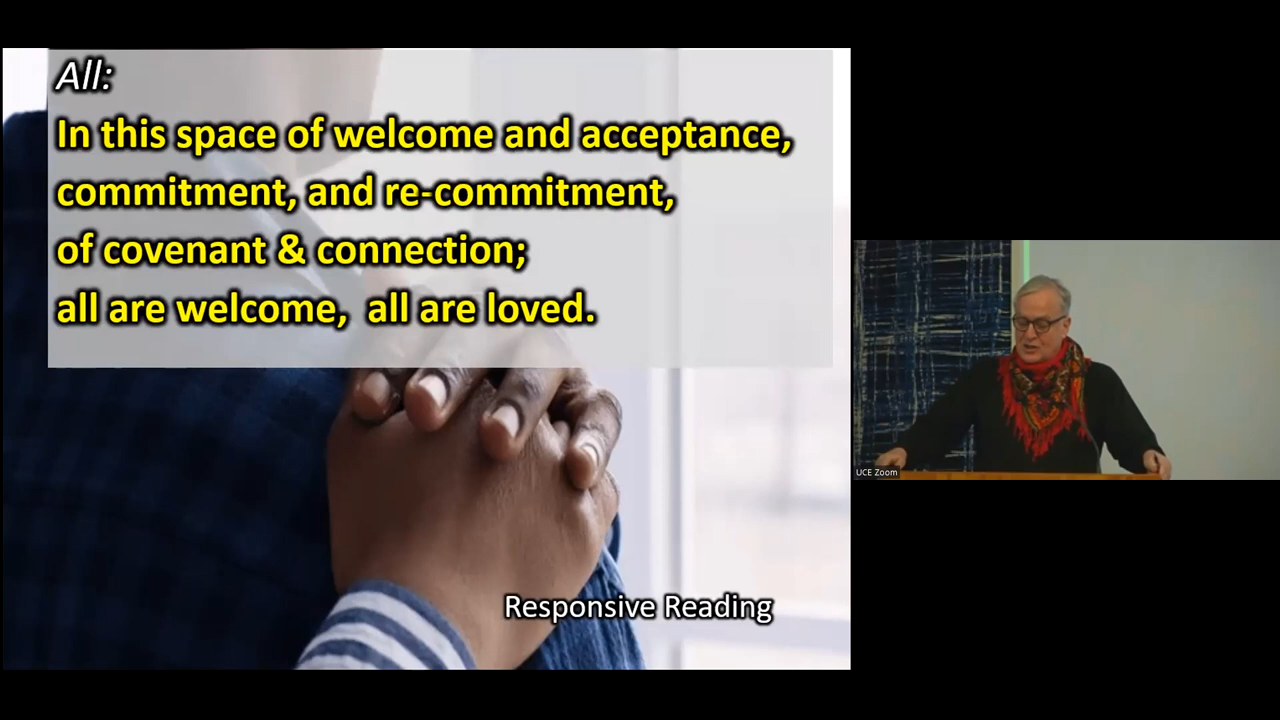 All:
In this space of welcome and acceptance,
commitment, and re-commitment,
of covenant & connection;
all are welcome,  all are loved.
Responsive Reading
UCE Zoom